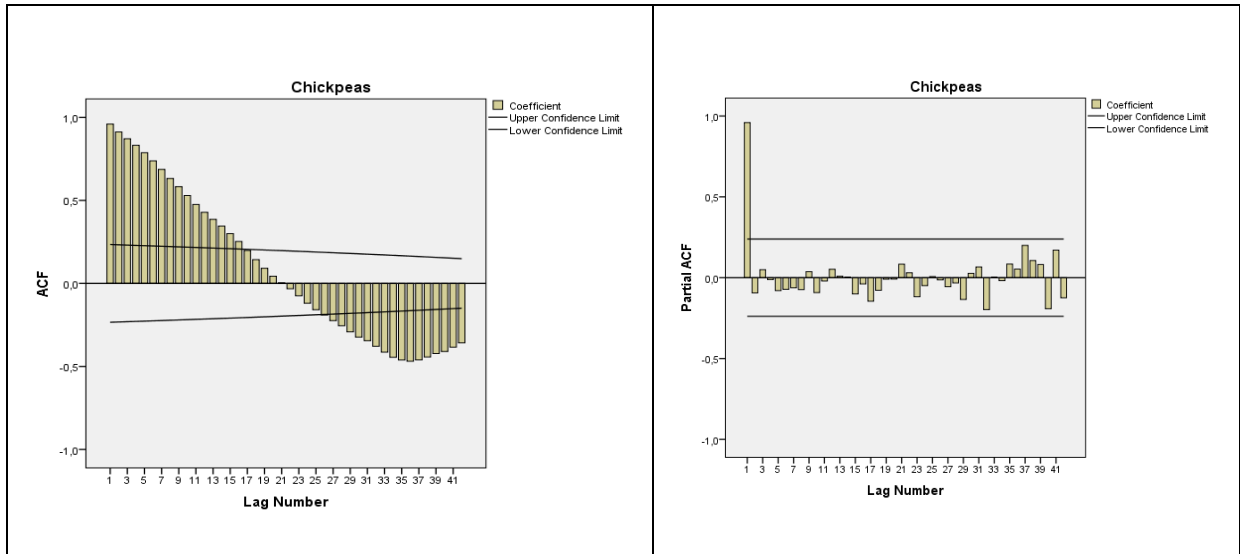 Chickpeas
Coefficient
Upper Confidence Limit
Lower Confidence Limit
ACF
1,0
0,5
0,0
-0,5
-1,0
1 3 5 7 9 11 13 15 17 19 21 23 25 27 29 31 33 35 37 39 41
Lag Number
Chickpeas
Coefficient
Upper Confidence Limit
Lower Confidence Limit
Partial ACF
1,0
0,5
0,0
-0,5
-1,0
1 3 5 7 9 11 13 15 17 19 21 23 25 27 29 31 33 35 37 39 41
Lag Number